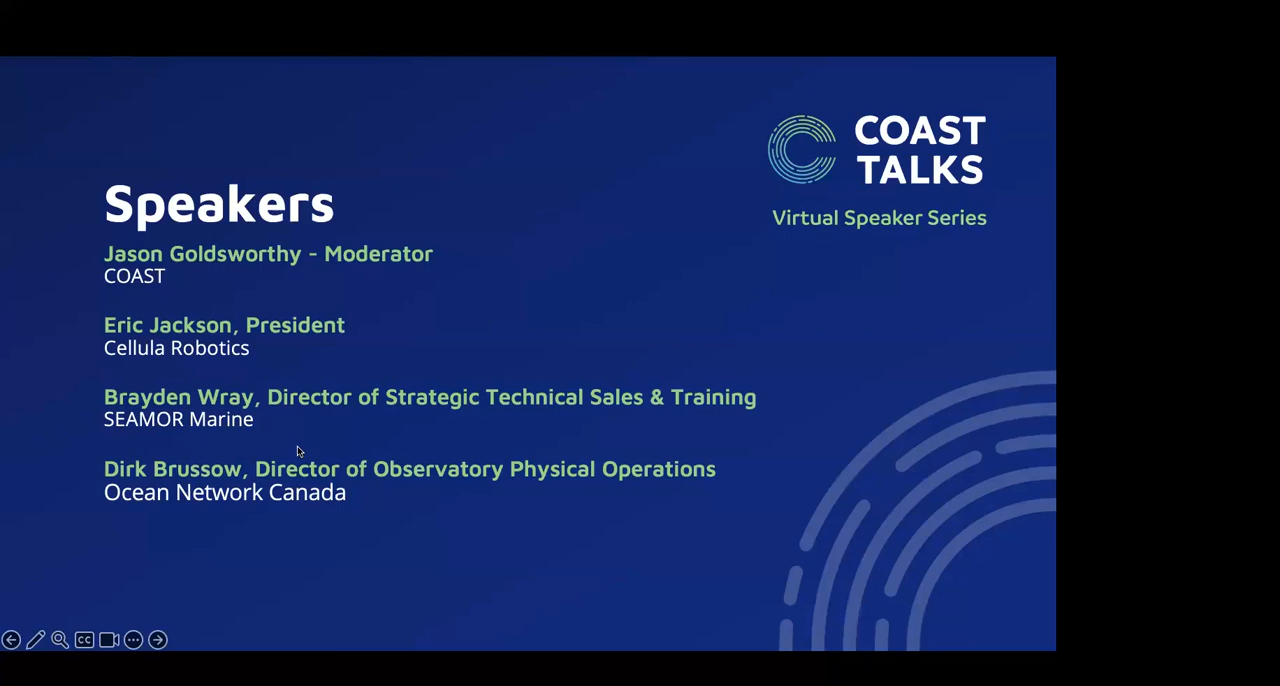 COAST
TALKS
Virtual Speaker Series
Speakers
Jason Goldsworthy - Moderator
COAST
Eric Jackson, President
Cellula Robotics
Brayden Wray, Director of Strategic Technical Sales & Training
SEAMOR Marine
Dirk Brussow, Director of Observatory Physical Operations
Ocean Network Canada
CC